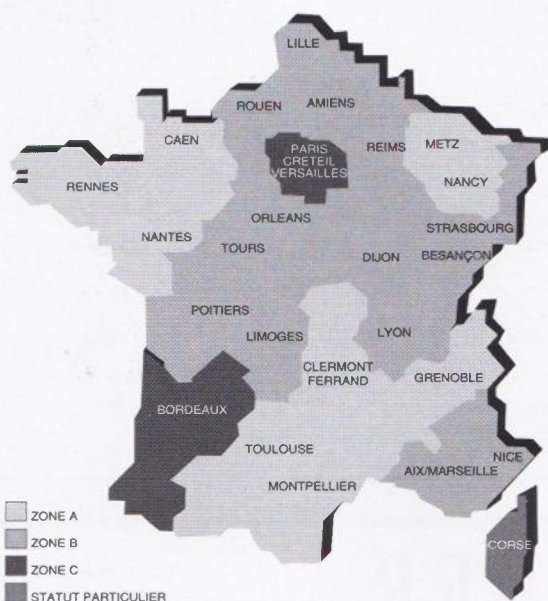 LILLE
ROUEN
AMIENS
CAEN
PARIS
CRETEIL
VERSAILLES
REIMS
METZ
NANCY
RENNES
ORLEANS
STRASBOURG
NANTES
TOURS
DIJON
BESANÇON
POITIERS
LIMOGES
LYON
CLERMONT
FERRAND
GRENOBLE
BORDEAUX
TOULOUSE
NICE
AIX/MARSEILLE
MONTPELLIER
CORSE
ZONE A
ZONE B
ZONE C
STATUT PARTICULIER